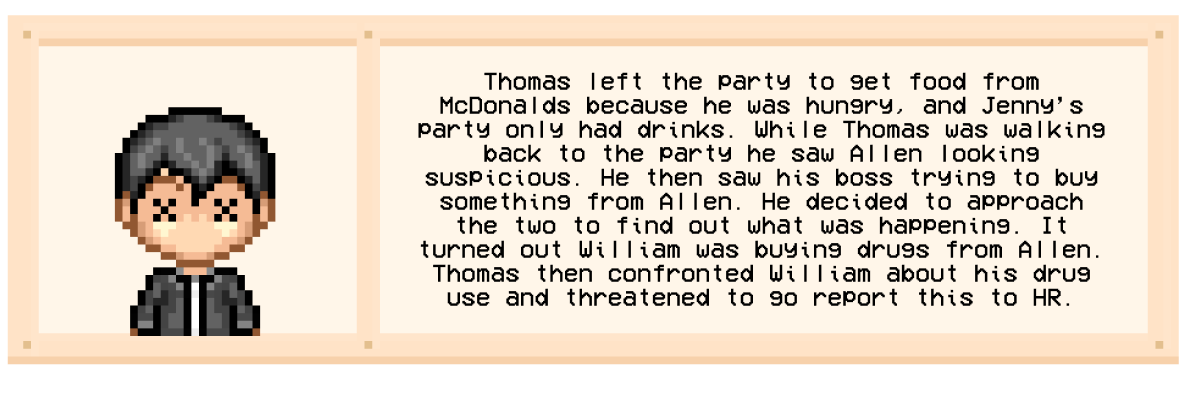 Thomas left the party to get food from
McDonalds because he was hungry, and Jenny's
party only had drinks. While Thomas was walking
back to the party he saw Allen looking
suspicious. He then saw his boss trying to buy
something from Allen. He decided to approach
the two to find out what was happening. It
turned out William was buying drugs from Allen.
Thomas then confronted William about his drug
use and threatened to go report this to HR.